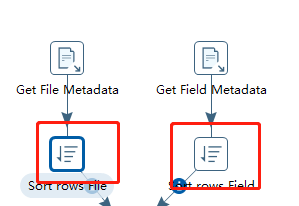 Get File Metadata
Get Field Metadata
Sort rows File
Sort rows Field